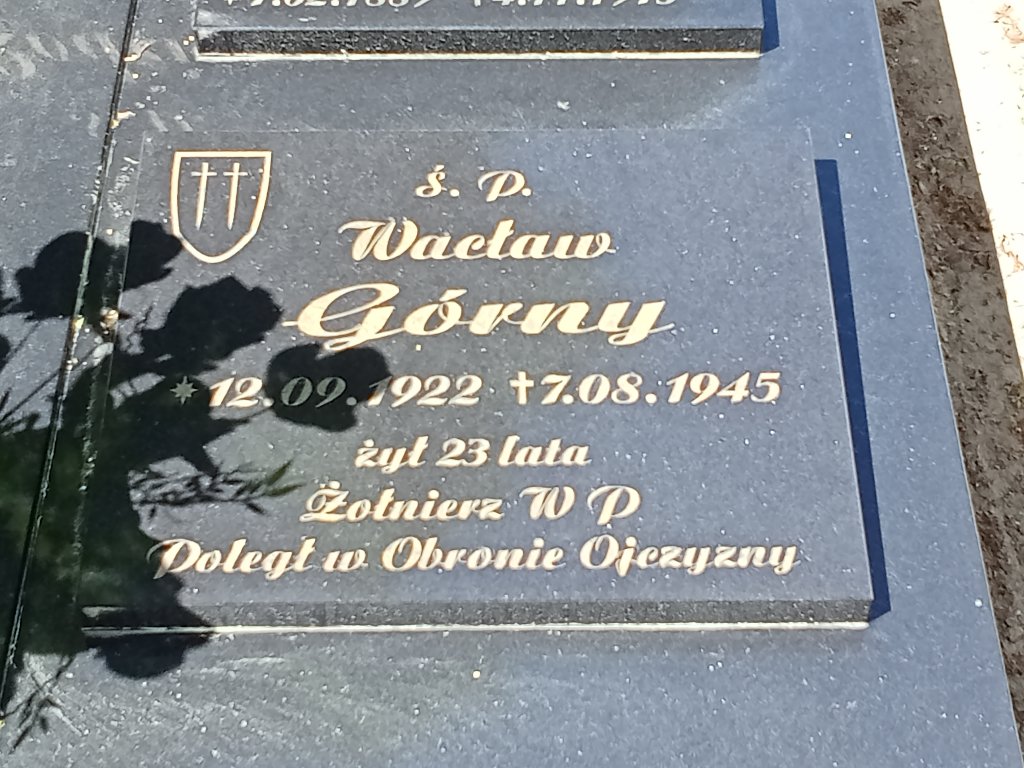 ś. P.
Wacław
Górny
* 12.09.1922 †7.08.1945
żył 23 lata
Żołnierz W P
Poległ w Obronie Ojczyzny